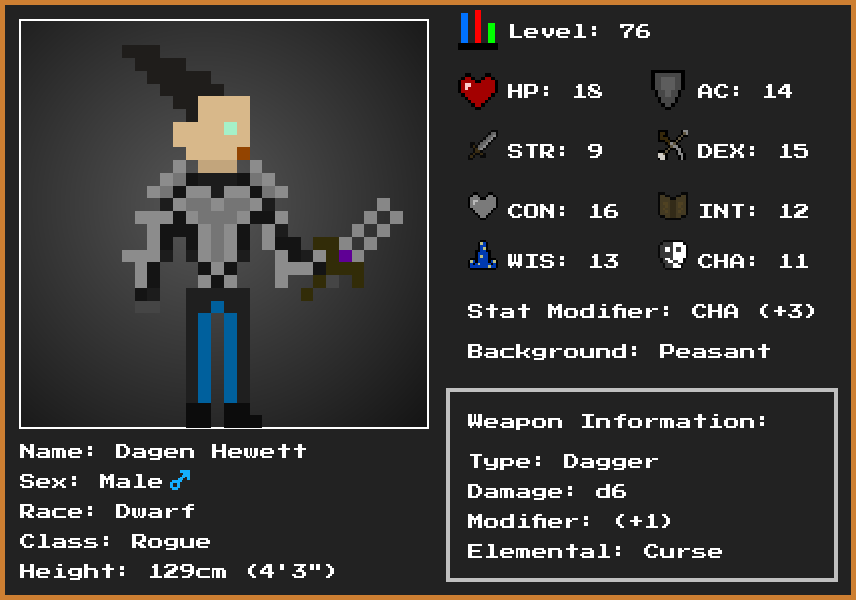 Level: 76
HP: 18
AC: 14
STR: 9
DEX: 15
CON: 16
INT: 12
WIS: 13
CHA: 11
Stat Modifier: CHA (+3)
Background: Peasant
Weapon Information:
Type: Dagger
Damage: d6
Modifier: (+1)
Elemental: Curse
Name: Dagen Hewett
Sex: Male♂
Race: Dwarf
Class: Rogue
Height: 129cm (4'3")